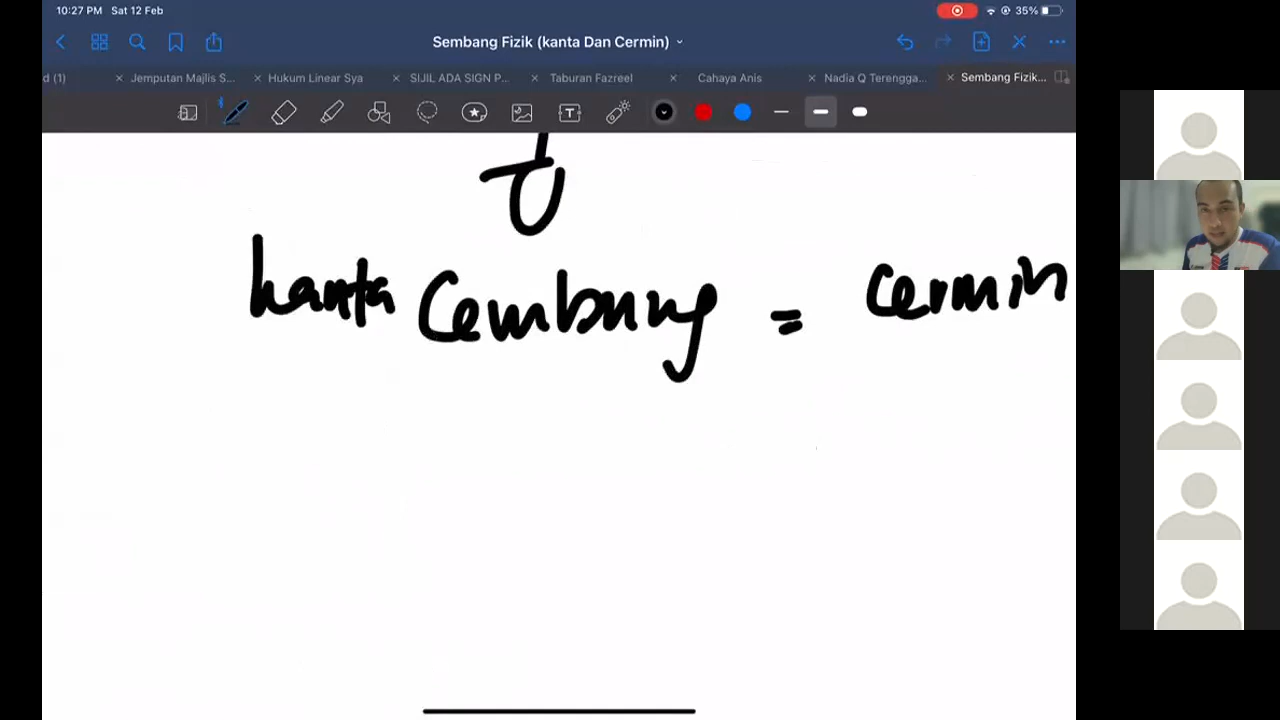 10:27 PM Sat 12 Feb 35%
Sembang Fizik (kanta Dan Cermin)
d (1) Jemputan Majlis S... Hukum Linear Sya SIJIL ADA SIGN P... Taburan Fazreel Cahaya Anis Nadia Q Terengga... Sembang Fizik...
T
kanta Cembung = cermin